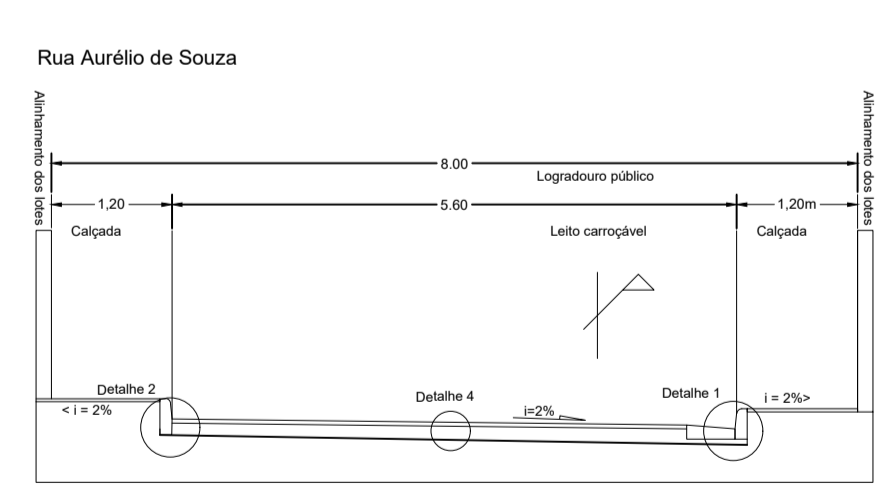 Rua Aurélio de Souza
Alinhamento dos lotes
Alinhamento dos lotes
8.00
Logradouro público
1,20
5.60
1,20m
Calçada
Leito carroçável
Calçada
Detalhe 2
Detalhe 4
Detalhe 1
< i = 2%
i=2%
i = 2%>